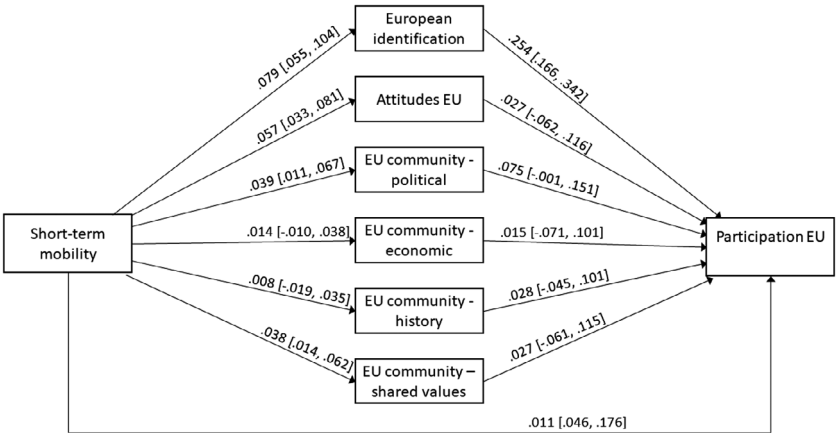 European
identification
.079 [.055, .104]
.254 [.166, .342]
Attitudes EU
.057 [.033, .081]
.027 [-.062, .116]
EU community -
political
.039 [.011, .067]
.075 [-.001, .151]
Short-term
mobility
.014 [-.010, .038]
EU community -
economic
.015 [-.071, .101]
Participation EU
.008 [-.019, .035]
EU community -
history
.028 [-.045, .101]
.038 [.014, .062]
EU community –
shared values
.027 [-.061, .115]
.011 [.046, .176]